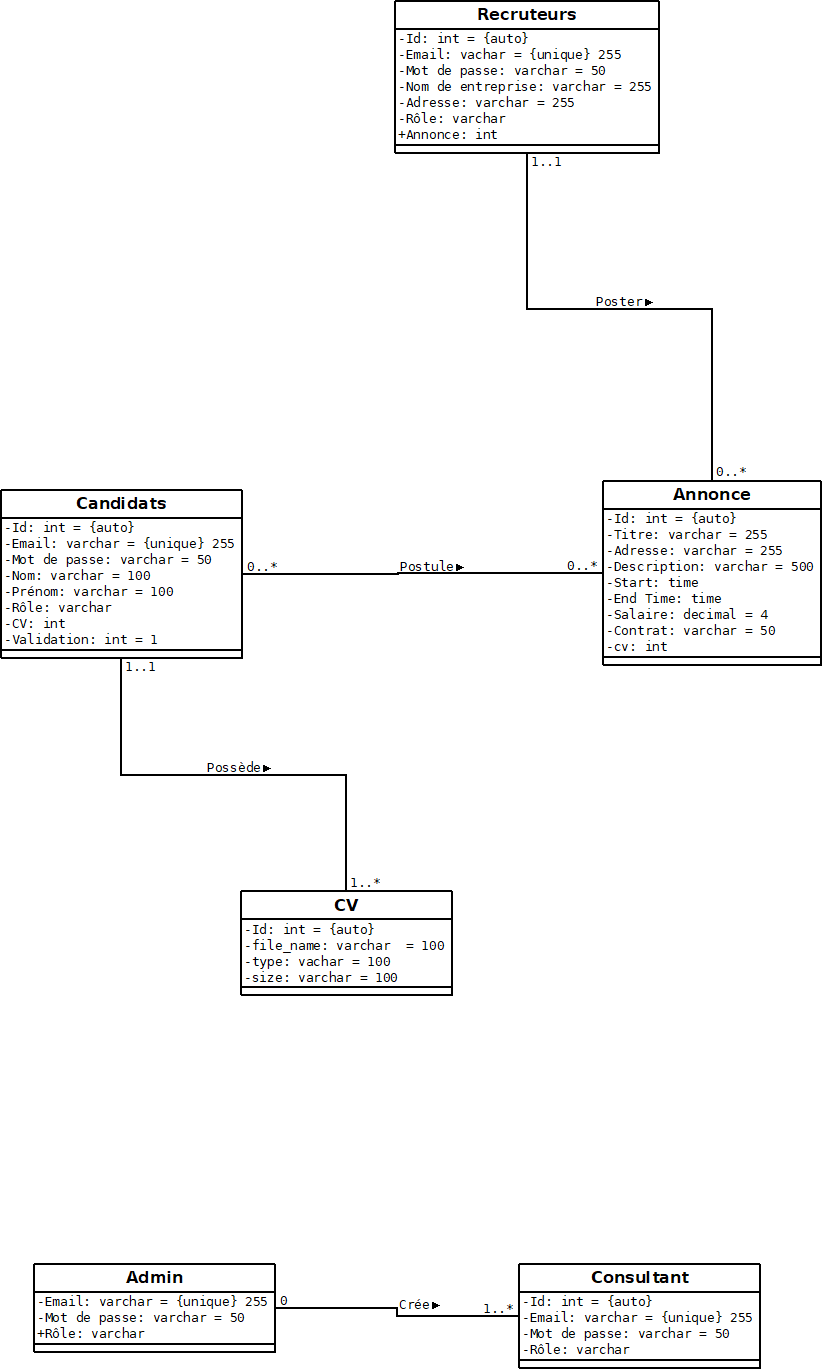 Recruteurs
-Id: int = {auto}
-Email: vachar = {unique} 255
-Mot de passe: varchar = 50
-Nom de entreprise: varchar = 255
-Adresse: varchar = 255
-Rôle: varchar
+Annonce: int
1..1
Poster►
0..*
Candidats
-Id: int = {auto}
-Email: varchar = {unique} 255
-Mot de passe: varchar = 50
-Nom: varchar = 100
-Prénom: varchar = 100
-Rôle: varchar
-CV: int
-Validation: int = 1
0..*
Postule►
0..*
Annonce
-Id: int = {auto}
-Titre: varchar = 255
-Adresse: varchar = 255
-Description: varchar = 500
-Start: time
-End Time: time
-Salaire: decimal = 4
-Contrat: varchar = 50
-cv: int
1..1
Possède►
1..*
CV
-Id: int = {auto}
-file_name: varchar  = 100
-type: vachar = 100
-size: varchar = 100
Admin
-Email: varchar = {unique} 255
-Mot de passe: varchar = 50
+Rôle: varchar
0
Crée►
1..*
Consultant
-Id: int = {auto}
-Email: varchar = {unique} 255
-Mot de passe: varchar = 50
-Rôle: varchar